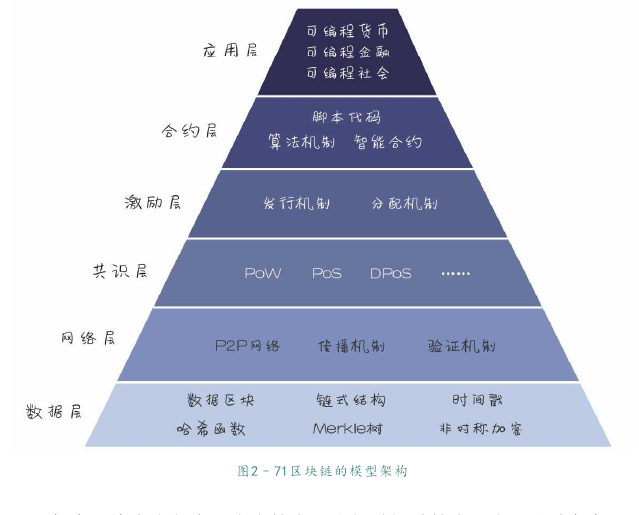 可编程货币
应用层 可编程金融
可编程社会
脚本代码
合约层 算法机制 智能合约
激励层 发行机制 分配机制
共识层 PoW PoS DPoS ……
网络层 P2P网络 传播机制 验证机制
数据区块 链式结构 时间戳
数据层
哈希函数 Merkle树 非对称加密
图2-71区块链的模型架构